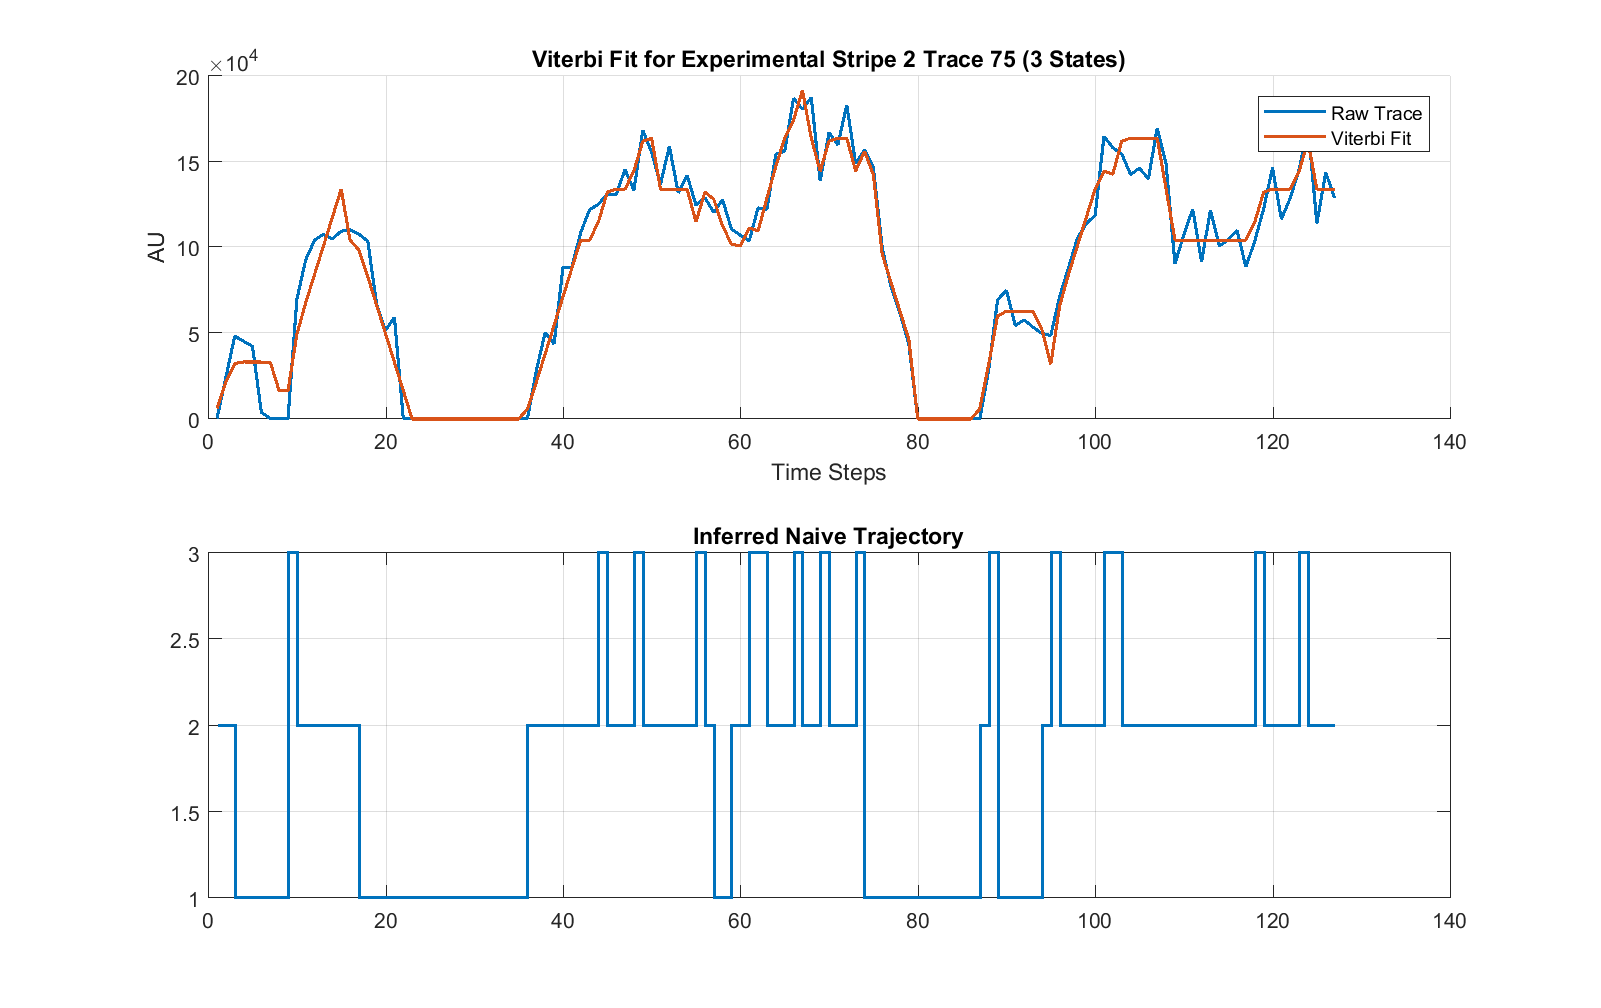 Viterbi Fit for Experimental Stripe 2 Trace 75 (3 States)
×10^4
20
15
10
5
0
AU
Raw Trace
Viterbi Fit
0 20 40 60 80 100 120 140
Time Steps
Inferred Naive Trajectory
3
2.5
2
1.5
1
0 20 40 60 80 100 120 140